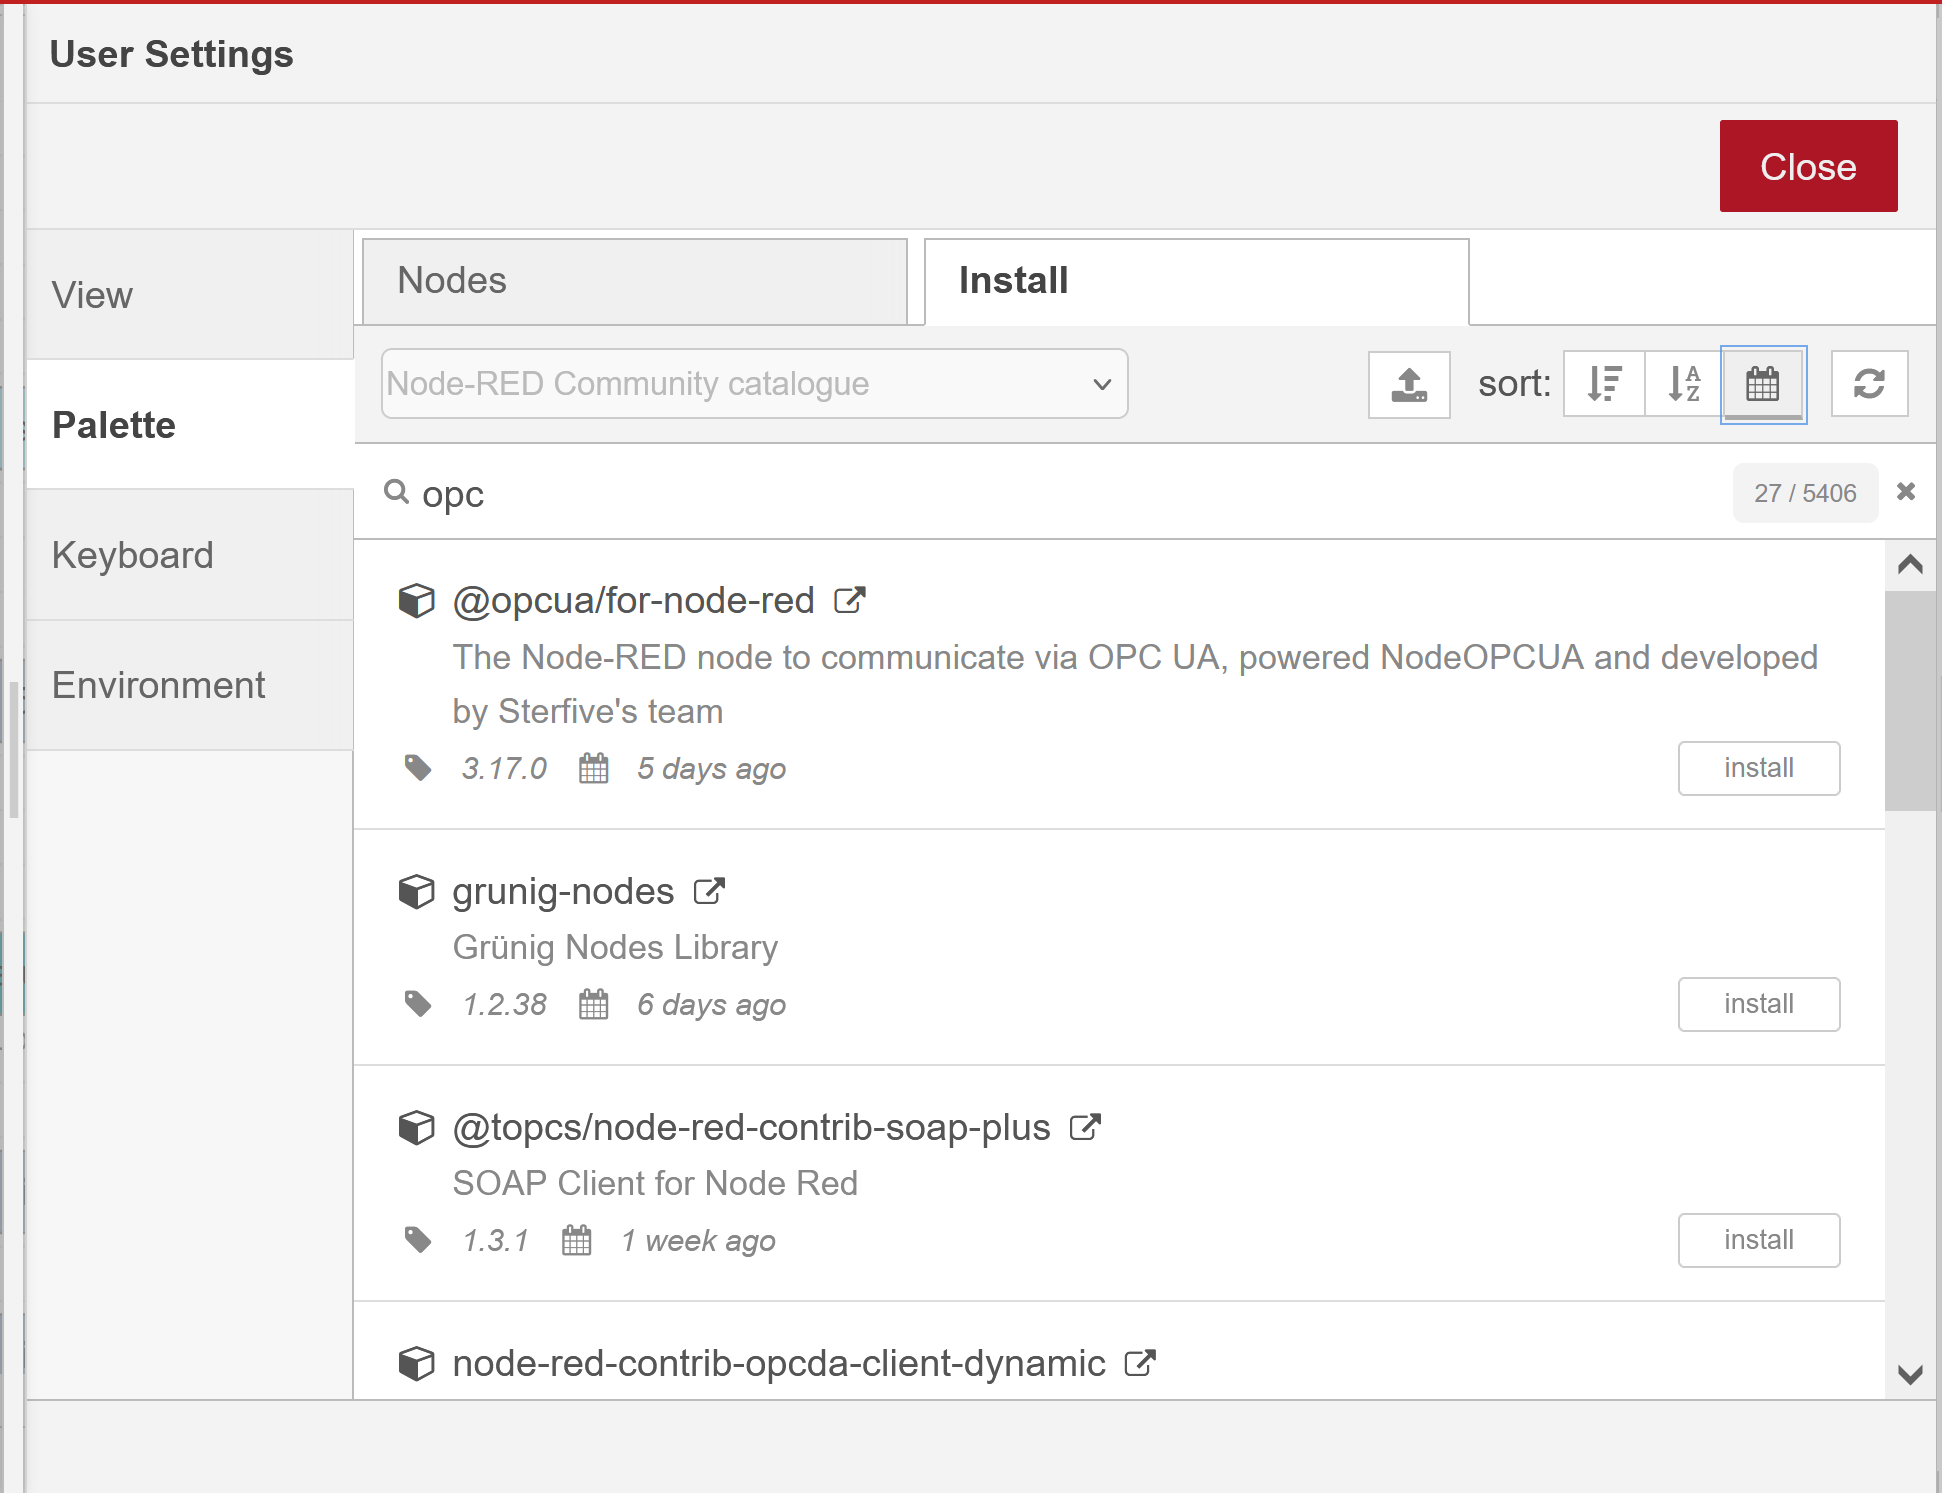 User Settings
Close
View
Palette
Keyboard
Environment
Nodes
Install
Node-RED Community catalogue
sort:
opc
27 / 5406
@opcua/for-node-red
The Node-RED node to communicate via OPC UA, powered NodeOPCUA and developed
by Sterfive's team
3.17.0 5 days ago
install
grunig-nodes
Grünig Nodes Library
1.2.38 6 days ago
install
@topcs/node-red-contrib-soap-plus
SOAP Client for Node Red
1.3.1 1 week ago
install
node-red-contrib-opcda-client-dynamic